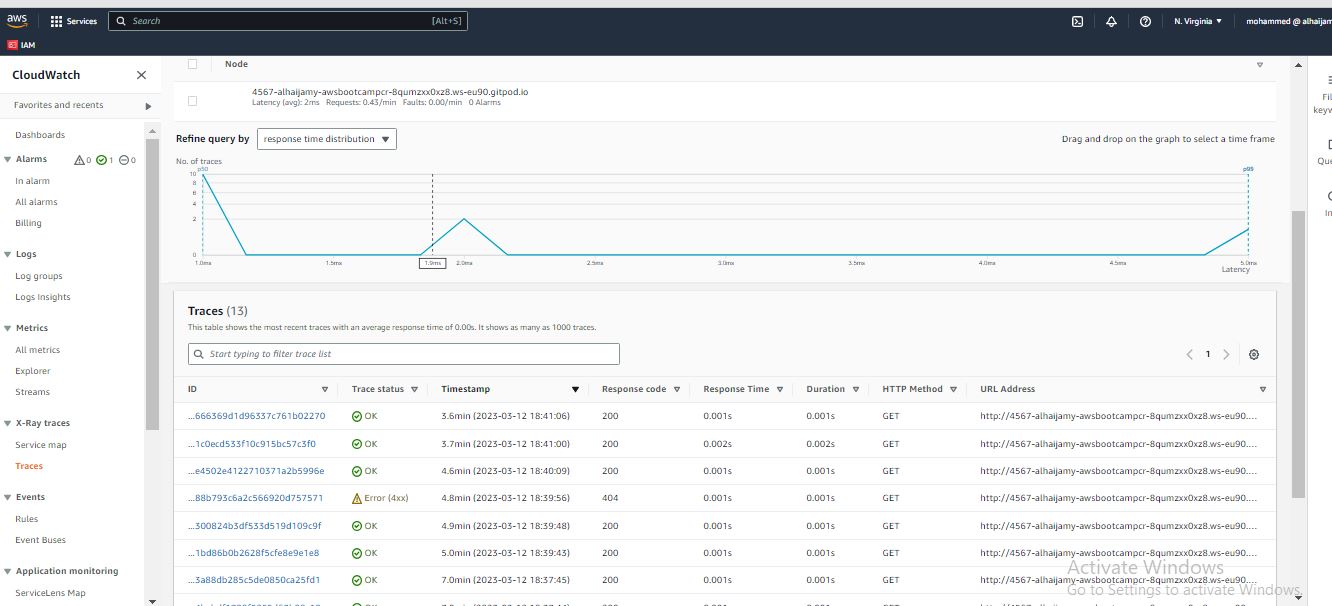 aws
Services
Search
[Alt+S]
N. Virginia
mohammed @ alhaijam
IAM
CloudWatch
Favorites and recents
Dashboards
Alarms
0
1
0
In alarm
All alarms
Billing
Logs
Log groups
Logs Insights
Metrics
All metrics
Explorer
Streams
X-Ray traces
Service map
Traces
Events
Rules
Event Buses
Application monitoring
ServiceLens Map
Node
4567-alhaijamy-awsbootcampcr-8qumzxx0xz8.ws-eu90.gitpod.io
Latency (avg): 2ms Requests: 0.43/min Faults: 0.00/min 0 Alarms
Refine query by
response time distribution
Drag and drop on the graph to select a time frame
No. of traces
p50
p99
10
8
6
4
2
0
1.0ms
1.5ms
1.9ms
2.0ms
2.5ms
3.0ms
3.5ms
4.0ms
4.5ms
5.0ms
Latency
Traces (13)
This table shows the most recent traces with an average response time of 0.00s. It shows as many as 1000 traces.
Start typing to filter trace list
1
ID Trace status Timestamp Response code Response Time Duration HTTP Method URL Address
...666369d1d96337c761b02270 OK 3.6min (2023-03-12 18:41:06) 200 0.001s 0.001s GET http://4567-alhaijamy-awsbootcampcr-8qumzxx0xz8.ws-eu90....
...1c0ecd533f10c915bc57c3f0 OK 3.7min (2023-03-12 18:41:00) 200 0.002s 0.002s GET http://4567-alhaijamy-awsbootcampcr-8qumzxx0xz8.ws-eu90....
...e4502e4122710371a2b5996e OK 4.6min (2023-03-12 18:40:09) 200 0.001s 0.001s GET http://4567-alhaijamy-awsbootcampcr-8qumzxx0xz8.ws-eu90....
...88b793c6a2c566920d757571 Error (4xx) 4.8min (2023-03-12 18:39:56) 404 0.001s 0.001s GET http://4567-alhaijamy-awsbootcampcr-8qumzxx0xz8.ws-eu90....
...300824b3df533d519d109c9f OK 4.9min (2023-03-12 18:39:48) 200 0.001s 0.001s GET http://4567-alhaijamy-awsbootcampcr-8qumzxx0xz8.ws-eu90....
...1bd86b0b2628f5cfe8e9e1e8 OK 5.0min (2023-03-12 18:39:43) 200 0.001s 0.001s GET http://4567-alhaijamy-awsbootcampcr-8qumzxx0xz8.ws-eu90....
...3a88db285c5de0850ca25fd1 OK 7.0min (2023-03-12 18:37:45) 200 0.001s 0.001s GET http://4567-alhaijamy-awsbootcampcr-8qumzxx0xz8.ws-eu90....
Activate Windows
Go to Settings to activate Windows.